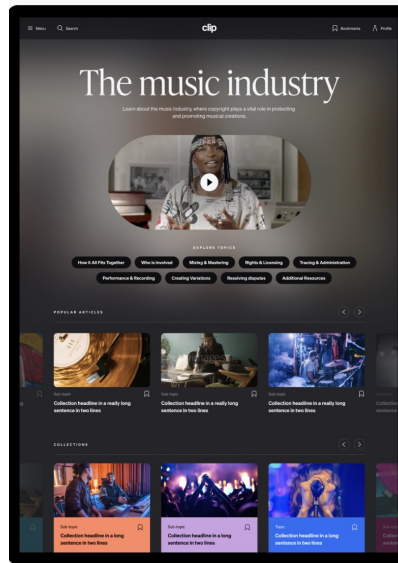 Menu
Search
clip
Bookmarks
Profile
The music industry
Learn about the music industry, where copyright plays a vital role in protecting
and promoting musical creations.
EXPLORE TOPICS
How It All Fits Together
Who is Involved
Mixing & Mastering
Rights & Licensing
Tracing & Administration
Performance & Recording
Creating Variations
Resolving disputes
Additional Resources
POPULAR ARTICLES
Sub-topic
Collection headline in a really long
sentence in two lines
Sub-topic
Collection headline in a really long
sentence in two lines
Sub-topic
Collection headline in a really long
sentence in two lines
COLLECTIONS
Sub-topic
Collection headline in a long
sentence in two lines
Sub-topic
Collection headline in a long
sentence in two lines
Topic
Collection headline in a long
sentence in two lines